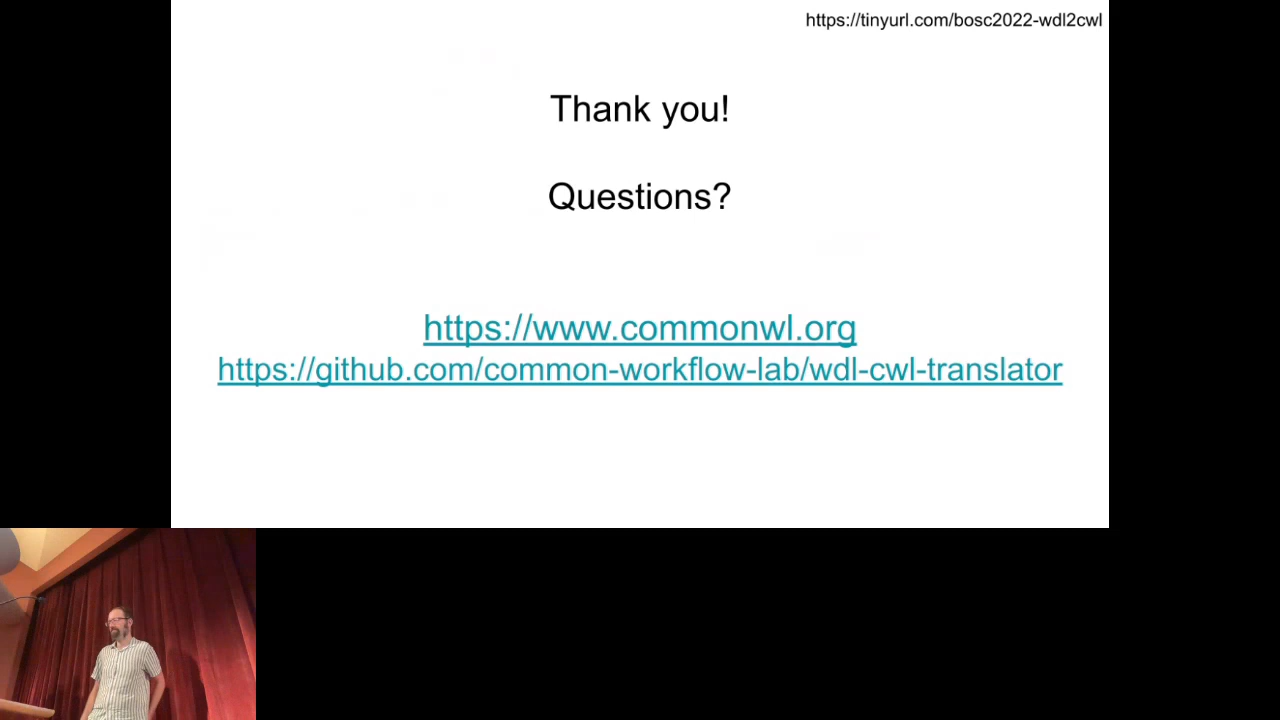 https://tinyurl.com/bosc2022-wdl2cwl
Thank you!
Questions?
https://www.commonwl.org
https://github.com/common-workflow-lab/wdl-cwl-translator